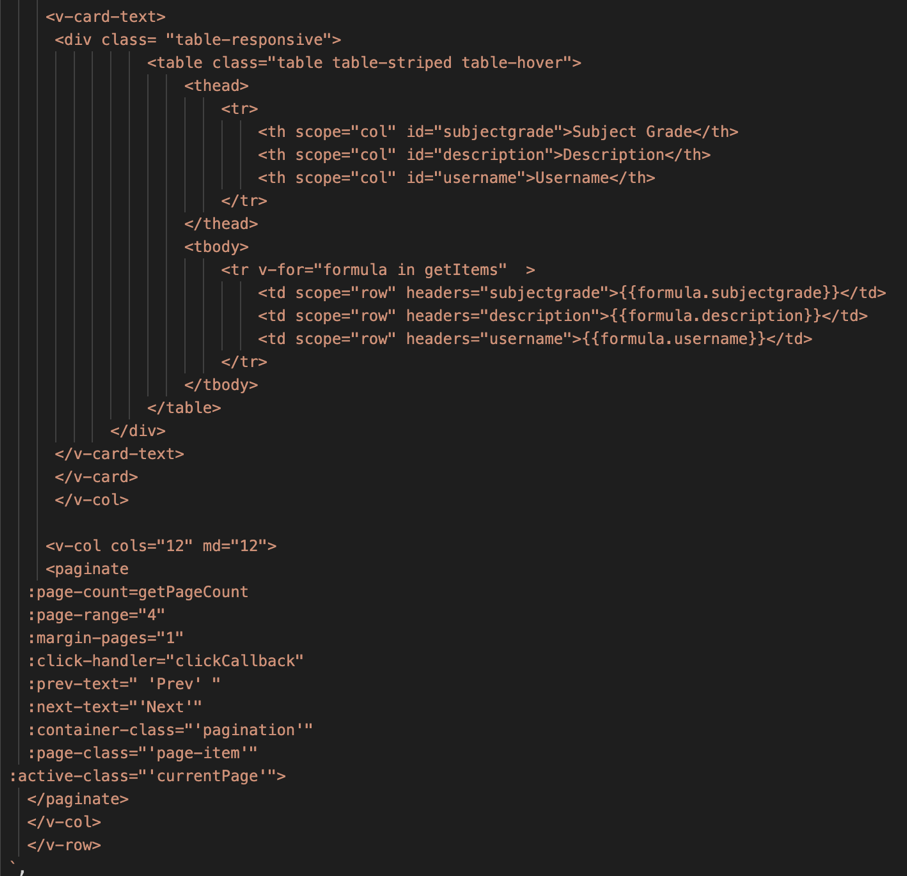 <v-card-text>
<div class= "table-responsive">
<table class="table table-striped table-hover">
<thead>
<tr>
<th scope="col" id="subjectgrade">Subject Grade</th>
<th scope="col" id="description">Description</th>
<th scope="col" id="username">Username</th>
</tr>
</thead>
<tbody>
<tr v-for="formula in getItems"  >
<td scope="row" headers="subjectgrade">{{formula.subjectgrade}}</td>
<td scope="row" headers="description">{{formula.description}}</td>
<td scope="row" headers="username">{{formula.username}}</td>
</tr>
</tbody>
</table>
</div>
</v-card-text>
</v-card>
</v-col>
<v-col cols="12" md="12">
<paginate
:page-count=getPageCount
:page-range="4"
:margin-pages="1"
:click-handler="clickCallback"
:prev-text=" 'Prev' "
:next-text="'Next'"
:container-class="'pagination'"
:page-class="'page-item'"
:active-class="'currentPage'">
</paginate>
</v-col>
</v-row>
`,